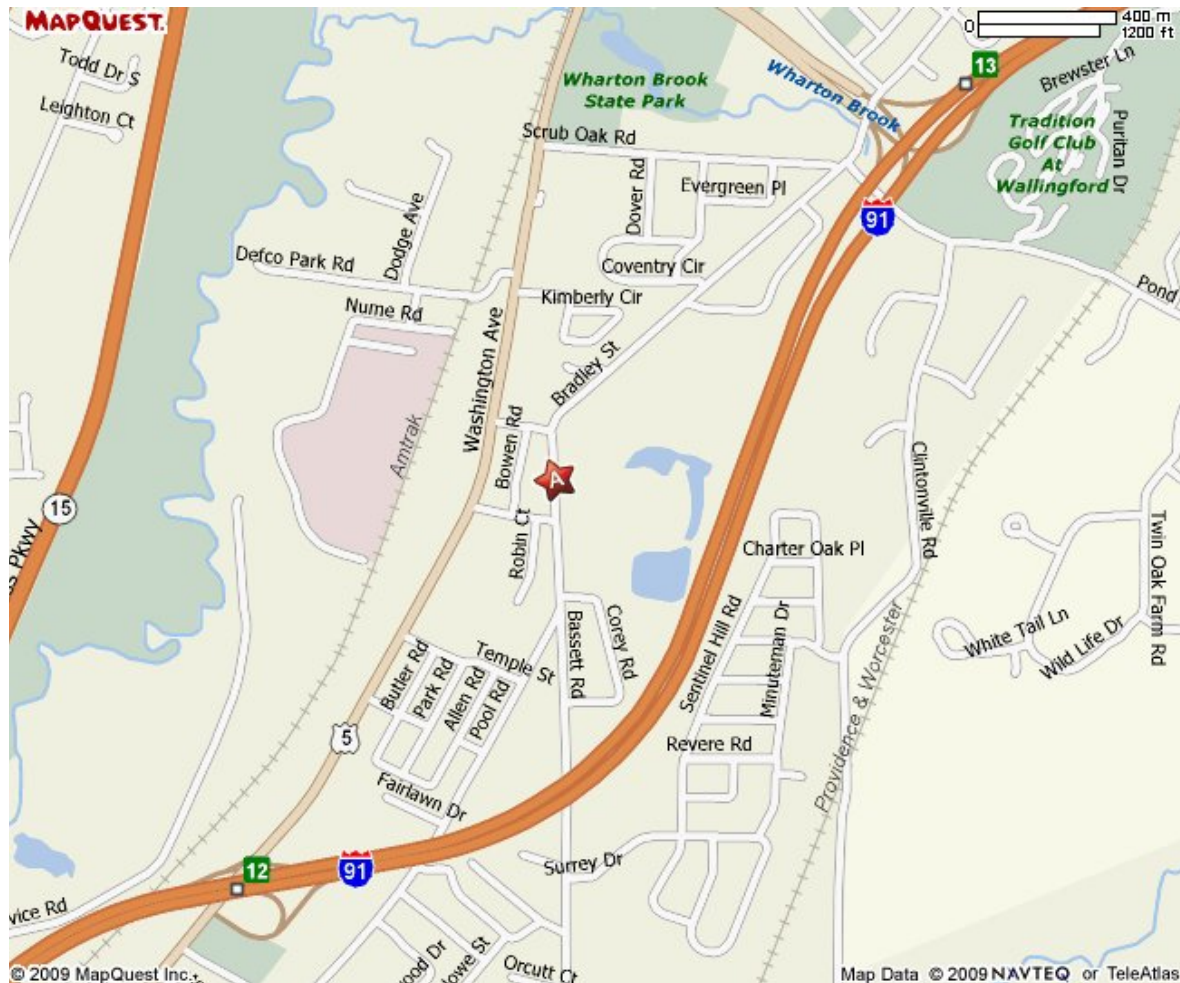 MAPQUEST.
400 m
0
1200 ft
13
Todd Dr S
Leighton Ct
Wharton Brook
State Park
Wharton Brook
Brewster Ln
Puritan Dr
Tradition
Golf Club
At
Wallingford
Scrub Oak Rd
Dover Rd
Evergreen Pl
91
Dodge Ave
Defco Park Rd
Coventry Cir
Kimberly Cir
Pond
Nume Rd
Washington Ave
Bradley St
Amtrak
Bowen Rd
A
15
Pkwy
Clintonville Rd
Robin Ct
Charter Oak Pl
Twin Oak Farm Rd
Corey Rd
Bassett Rd
Sentinel Hill Rd
Minuteman Dr
White Tail Ln
Wild Life Dr
Butler Rd
Park Rd
Allen Rd
Pool Rd
Temple St
5
Revere Rd
Providence & Worcester
Fairlawn Dr
12
91
Surrey Dr
vice Rd
ood Dr
owe St
Orcutt Ct
© 2009 MapQuest Inc.
Map Data © 2009 NAVTEQ or TeleAtlas